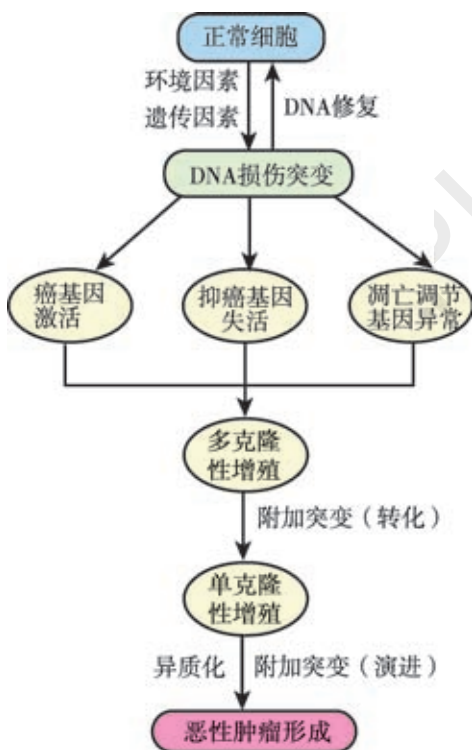 正常细胞
环境因素
遗传因素
DNA修复
DNA损伤突变
癌基因
激活
抑癌基因
失活
凋亡调节
基因异常
多克隆
性增殖
附加突变（转化）
单克隆
性增殖
异质化
附加突变（演进）
恶性肿瘤形成